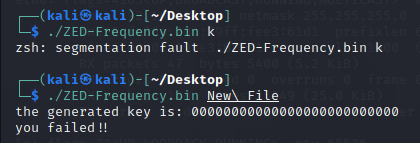 (kali㉿kali)-[~/Desktop]
$ ./ZED-Frequency.bin k
zsh: segmentation fault ./ZED-Frequency.bin k
(kali㉿kali)-[~/Desktop]
$ ./ZED-Frequency.bin New\ File
the generated key is: 00000000000000000000000000
you failed!!